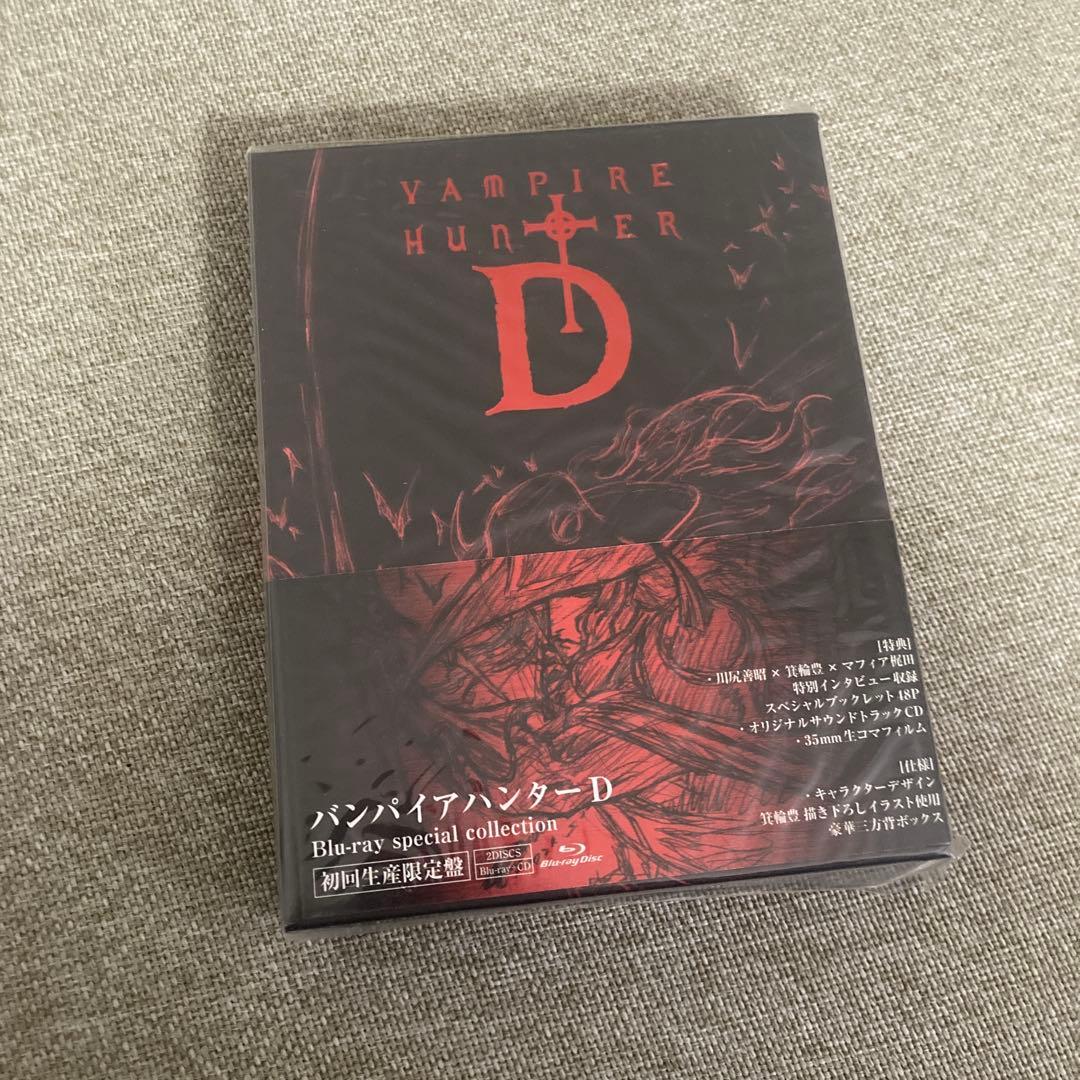 VAMPIRE
HUNTER
D
[特典]
・川尻善昭 × 箕輪豊 × マフィア梶田
特別インタビュー収録
スペシャルブックレット48P
・オリジナルサウンドトラックCD
・35mm生コマフィルム
[仕様]
・キャラクターデザイン
箕輪豊 描き下ろしイラスト使用
豪華三方背ボックス
バンパイアハンターD
Blu-ray special collection
初回生産限定盤
2DISCS
Blu-ray+CD
Blu-ray Disc